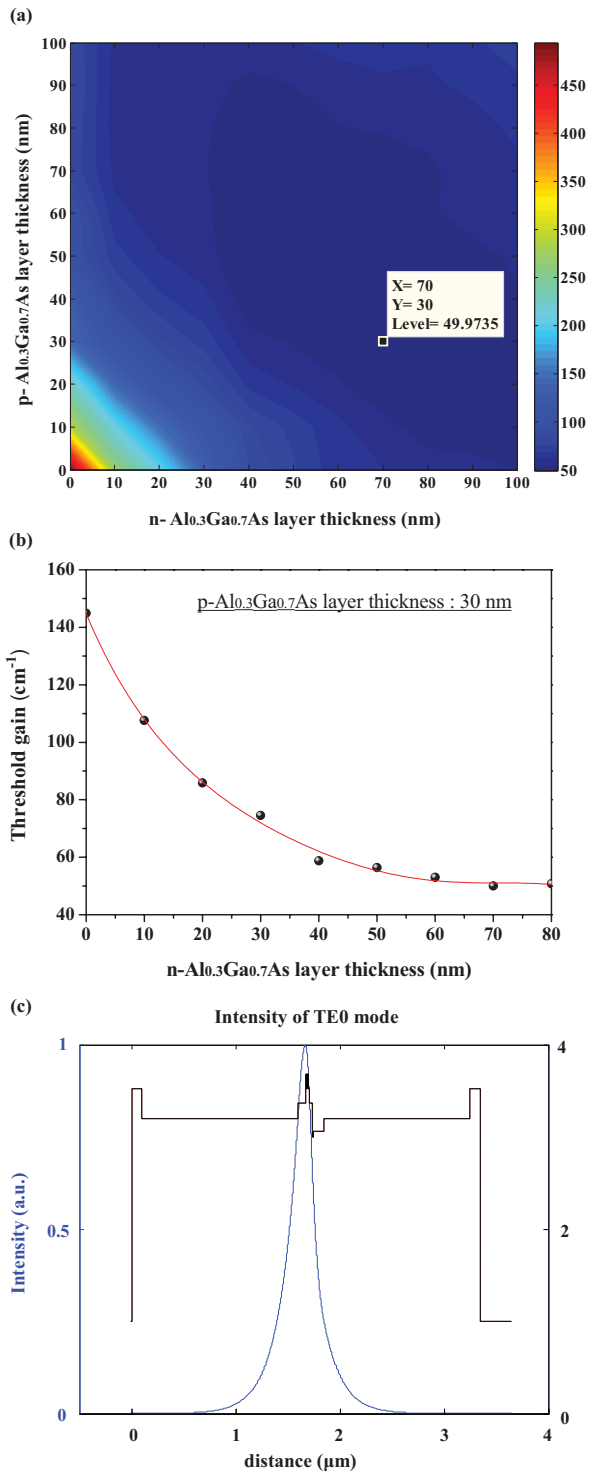 (a)
p- Al0.3Ga0.7As layer thickness (nm)
100
90
80
70
60
50
40
30
20
10
0
X= 70
Y= 30
Level= 49.9735
450
400
350
300
250
200
150
100
50
0 10 20 30 40 50 60 70 80 90 100
n- Al0.3Ga0.7As layer thickness (nm)
(b)
Threshold gain (cm⁻¹)
160
140
120
100
80
60
40
p-Al0.3Ga0.7As layer thickness : 30 nm
0 10 20 30 40 50 60 70 80
n-Al0.3Ga0.7As layer thickness (nm)
(c)
Intensity of TE0 mode
Intensity (a.u.)
1
0.5
0
4
2
0
0 1 2 3 4
distance (µm)